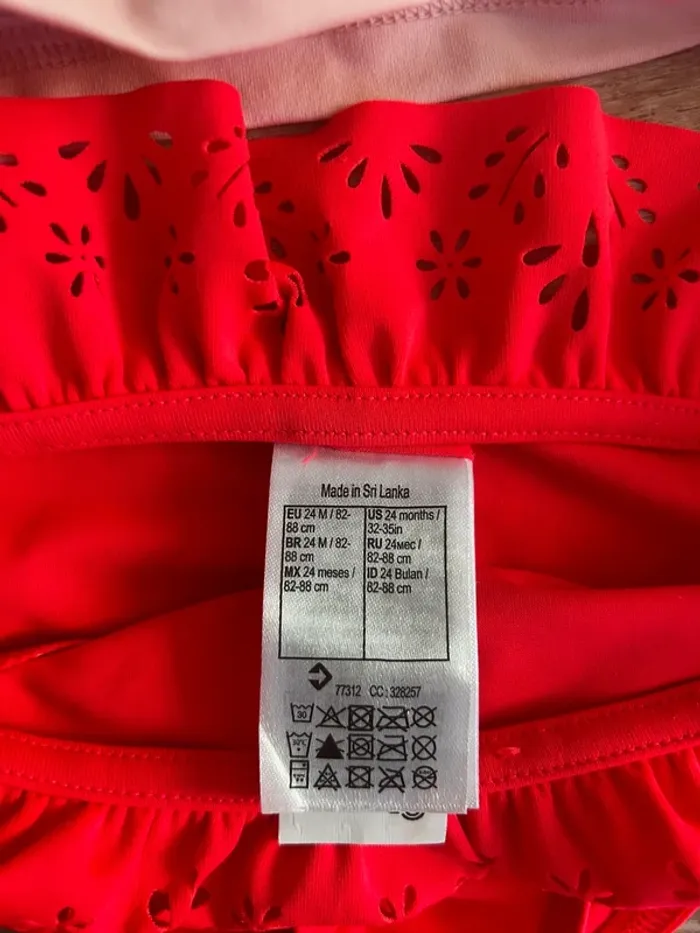 Made in Sri Lanka
EU 24 M / 82-
88 cm
BR 24 M / 82-
88 cm
MX 24 meses /
82-88 cm
US 24 months /
32-35in
RU 24мес /
82-88 cm
ID 24 Bulan /
82-88 cm
77312 CC: 328257
30
30°C